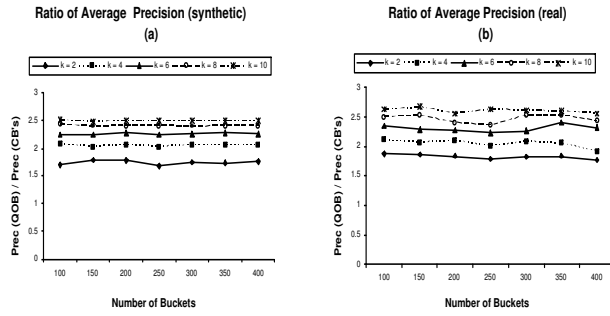 Ratio of Average Precision (synthetic)
(a)
k = 2 k = 4 k = 6 k = 8 k = 10
Prec (QOB) / Prec (CB's)
3
2.5
2
1.5
1
0.5
0
100 150 200 250 300 350 400
Number of Buckets
Ratio of Average Precision (real)
(b)
k = 2 k = 4 k = 6 k = 8 k = 10
Prec (QOB) / Prec (CB's)
3
2.5
2
1.5
1
0.5
0
100 150 200 250 300 350 400
Number of Buckets